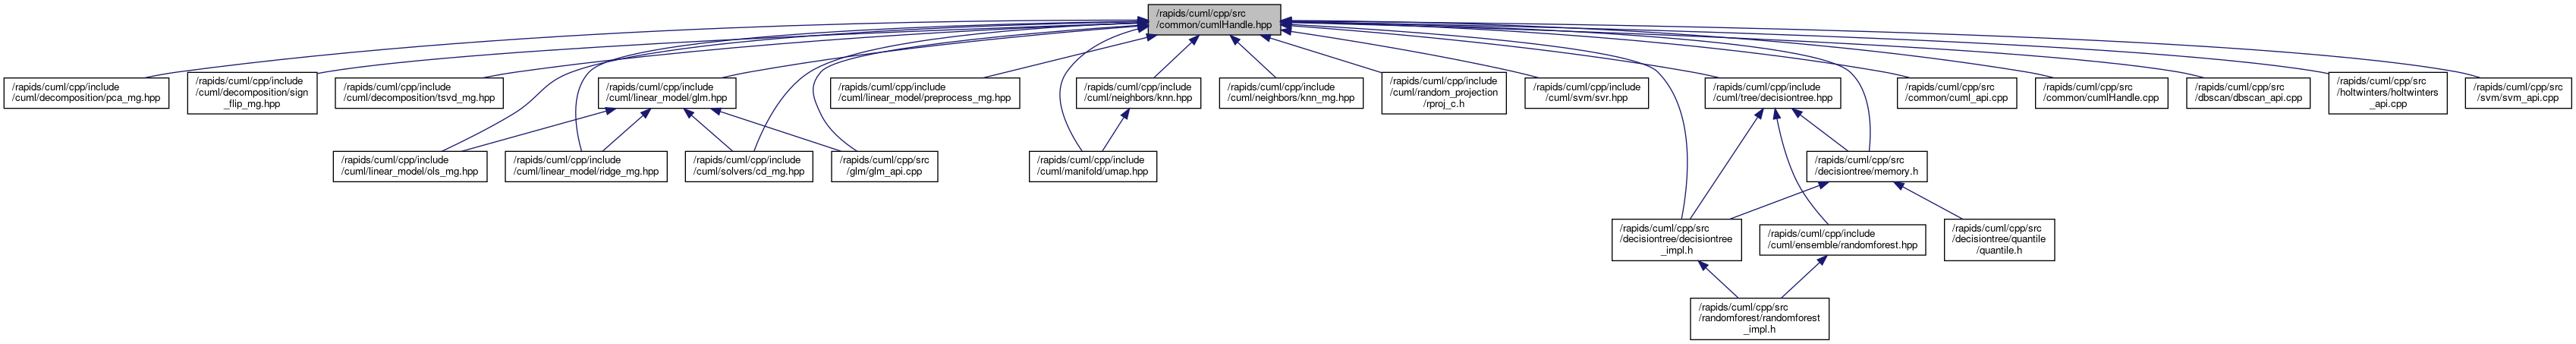 /rapids/cuml/cpp/src
/common/cumlHandle.hpp
/rapids/cuml/cpp/include
/cuml/decomposition/pca_mg.hpp
/rapids/cuml/cpp/include
/cuml/decomposition/sign
_flip_mg.hpp
/rapids/cuml/cpp/include
/cuml/decomposition/tsvd_mg.hpp
/rapids/cuml/cpp/include
/cuml/linear_model/glm.hpp
/rapids/cuml/cpp/include
/cuml/linear_model/preprocess_mg.hpp
/rapids/cuml/cpp/include
/cuml/neighbors/knn.hpp
/rapids/cuml/cpp/include
/cuml/neighbors/knn_mg.hpp
/rapids/cuml/cpp/include
/cuml/random_projection
/rproj_c.h
/rapids/cuml/cpp/include
/cuml/svm/svr.hpp
/rapids/cuml/cpp/include
/cuml/tree/decisiontree.hpp
/rapids/cuml/cpp/src
/common/cuml_api.cpp
/rapids/cuml/cpp/src
/common/cumlHandle.cpp
/rapids/cuml/cpp/src
/dbscan/dbscan_api.cpp
/rapids/cuml/cpp/src
/holtwinters/holtwinters
_api.cpp
/rapids/cuml/cpp/src
/svm/svm_api.cpp
/rapids/cuml/cpp/include
/cuml/linear_model/ols_mg.hpp
/rapids/cuml/cpp/include
/cuml/linear_model/ridge_mg.hpp
/rapids/cuml/cpp/include
/cuml/solvers/cd_mg.hpp
/rapids/cuml/cpp/src
/glm/glm_api.cpp
/rapids/cuml/cpp/include
/cuml/manifold/umap.hpp
/rapids/cuml/cpp/src
/decisiontree/memory.h
/rapids/cuml/cpp/src
/decisiontree/decisiontree
_impl.h
/rapids/cuml/cpp/include
/cuml/ensemble/randomforest.hpp
/rapids/cuml/cpp/src
/decisiontree/quantile
/quantile.h
/rapids/cuml/cpp/src
/randomforest/randomforest
_impl.h